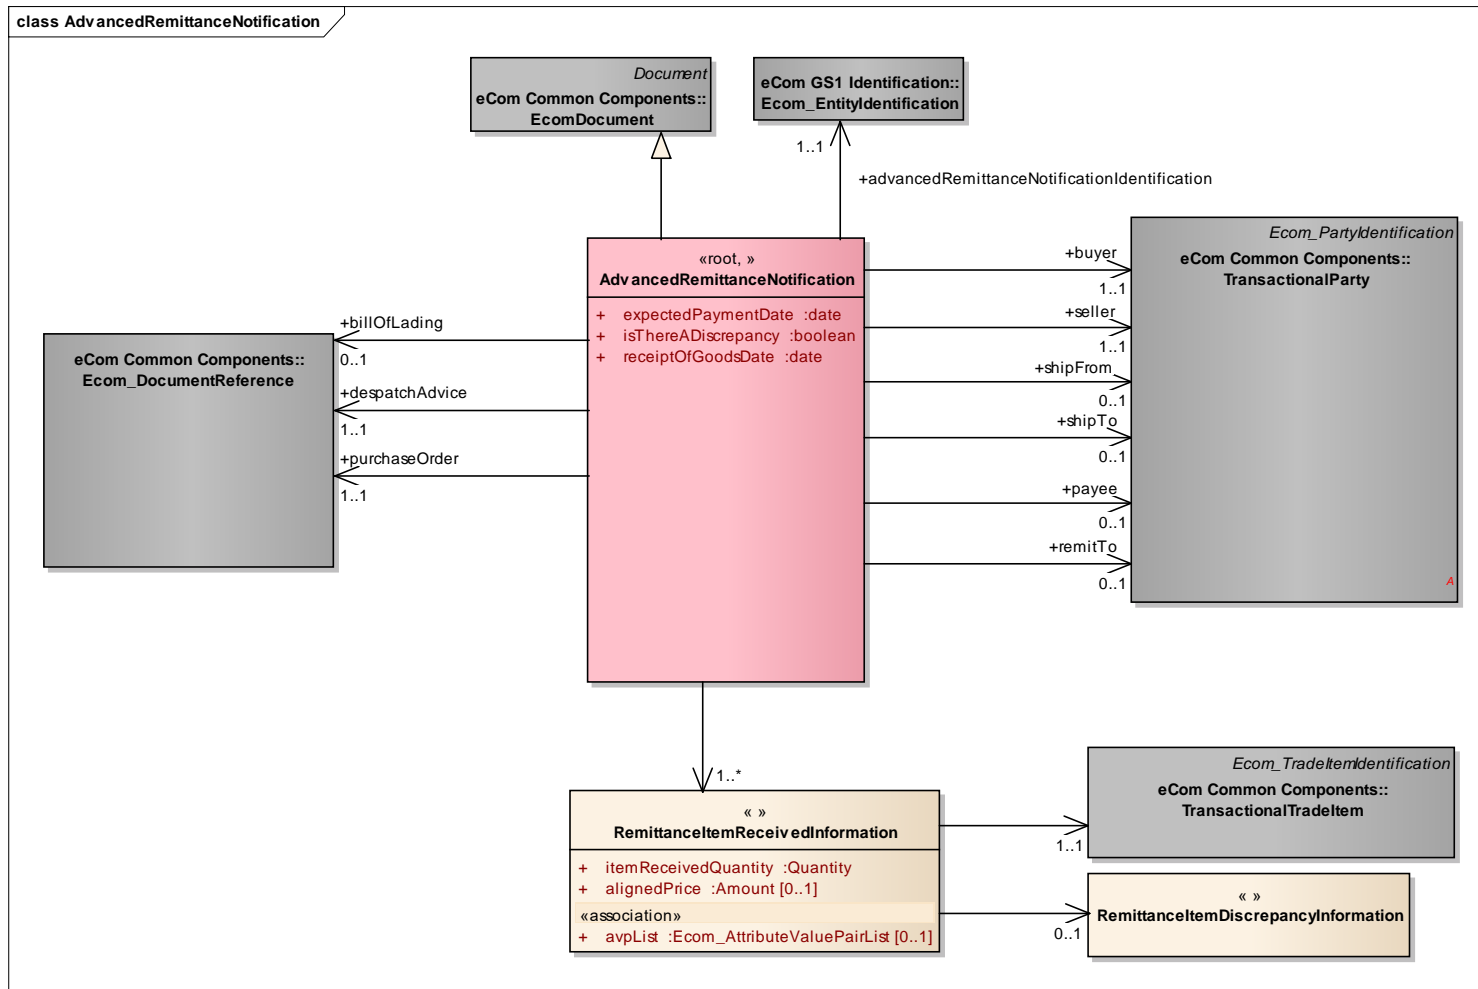 class AdvancedRemittanceNotification
Document
eCom Common Components::
EcomDocument
eCom GS1 Identification::
Ecom_EntityIdentification
1..1
+advancedRemittanceNotificationIdentification
«root, »
AdvancedRemittanceNotification
+ expectedPaymentDate :date
+ isThereADiscrepancy :boolean
+ receiptOfGoodsDate :date
Ecom_PartyIdentification
eCom Common Components::
TransactionalParty
A
+buyer
1..1
+seller
1..1
+shipFrom
0..1
+shipTo
0..1
+payee
0..1
+remitTo
0..1
eCom Common Components::
Ecom_DocumentReference
+billOfLading
0..1
+despatchAdvice
1..1
+purchaseOrder
1..1
1..*
« »
RemittanceItemReceivedInformation
+ itemReceivedQuantity :Quantity
+ alignedPrice :Amount [0..1]
«association»
+ avpList :Ecom_AttributeValuePairList [0..1]
Ecom_TradeItemIdentification
eCom Common Components::
TransactionalTradeItem
1..1
« »
RemittanceItemDiscrepancyInformation
0..1